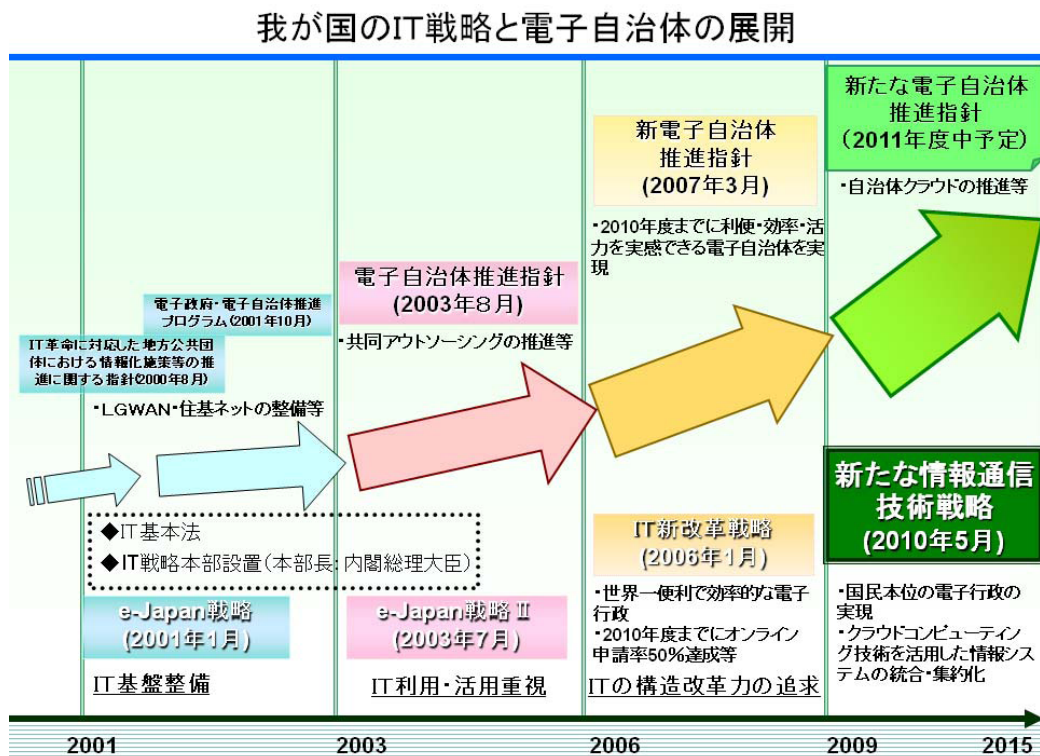 我が国のIT戦略と電子自治体の展開
新たな電子自治体
推進指針
(2011年度中予定)
・自治体クラウドの推進等
新電子自治体
推進指針
(2007年3月)
・2010年度までに利便・効率・活
力を実感できる電子自治体を実
現
電子自治体推進指針
(2003年8月)
・共同アウトソーシングの推進等
電子政府・電子自治体推進
プログラム(2001年10月)
IT革命に対応した地方公共団
体における情報化施策等の推
進に関する指針(2000年8月)
・LGWAN・住基ネットの整備等
◆IT基本法
◆IT戦略本部設置(本部長:内閣総理大臣)
e-Japan戦略
(2001年1月)
IT基盤整備
e-Japan戦略Ⅱ
(2003年7月)
IT利用・活用重視
IT新改革戦略
(2006年1月)
・世界一便利で効率的な電子
行政
・2010年度までにオンライン
申請率50%達成等
ITの構造改革力の追求
新たな情報通信
技術戦略
(2010年5月)
・国民本位の電子行政の
実現
・クラウドコンピューティン
グ技術を活用した情報シス
テムの統合・集約化
2001 2003 2006 2009 2015